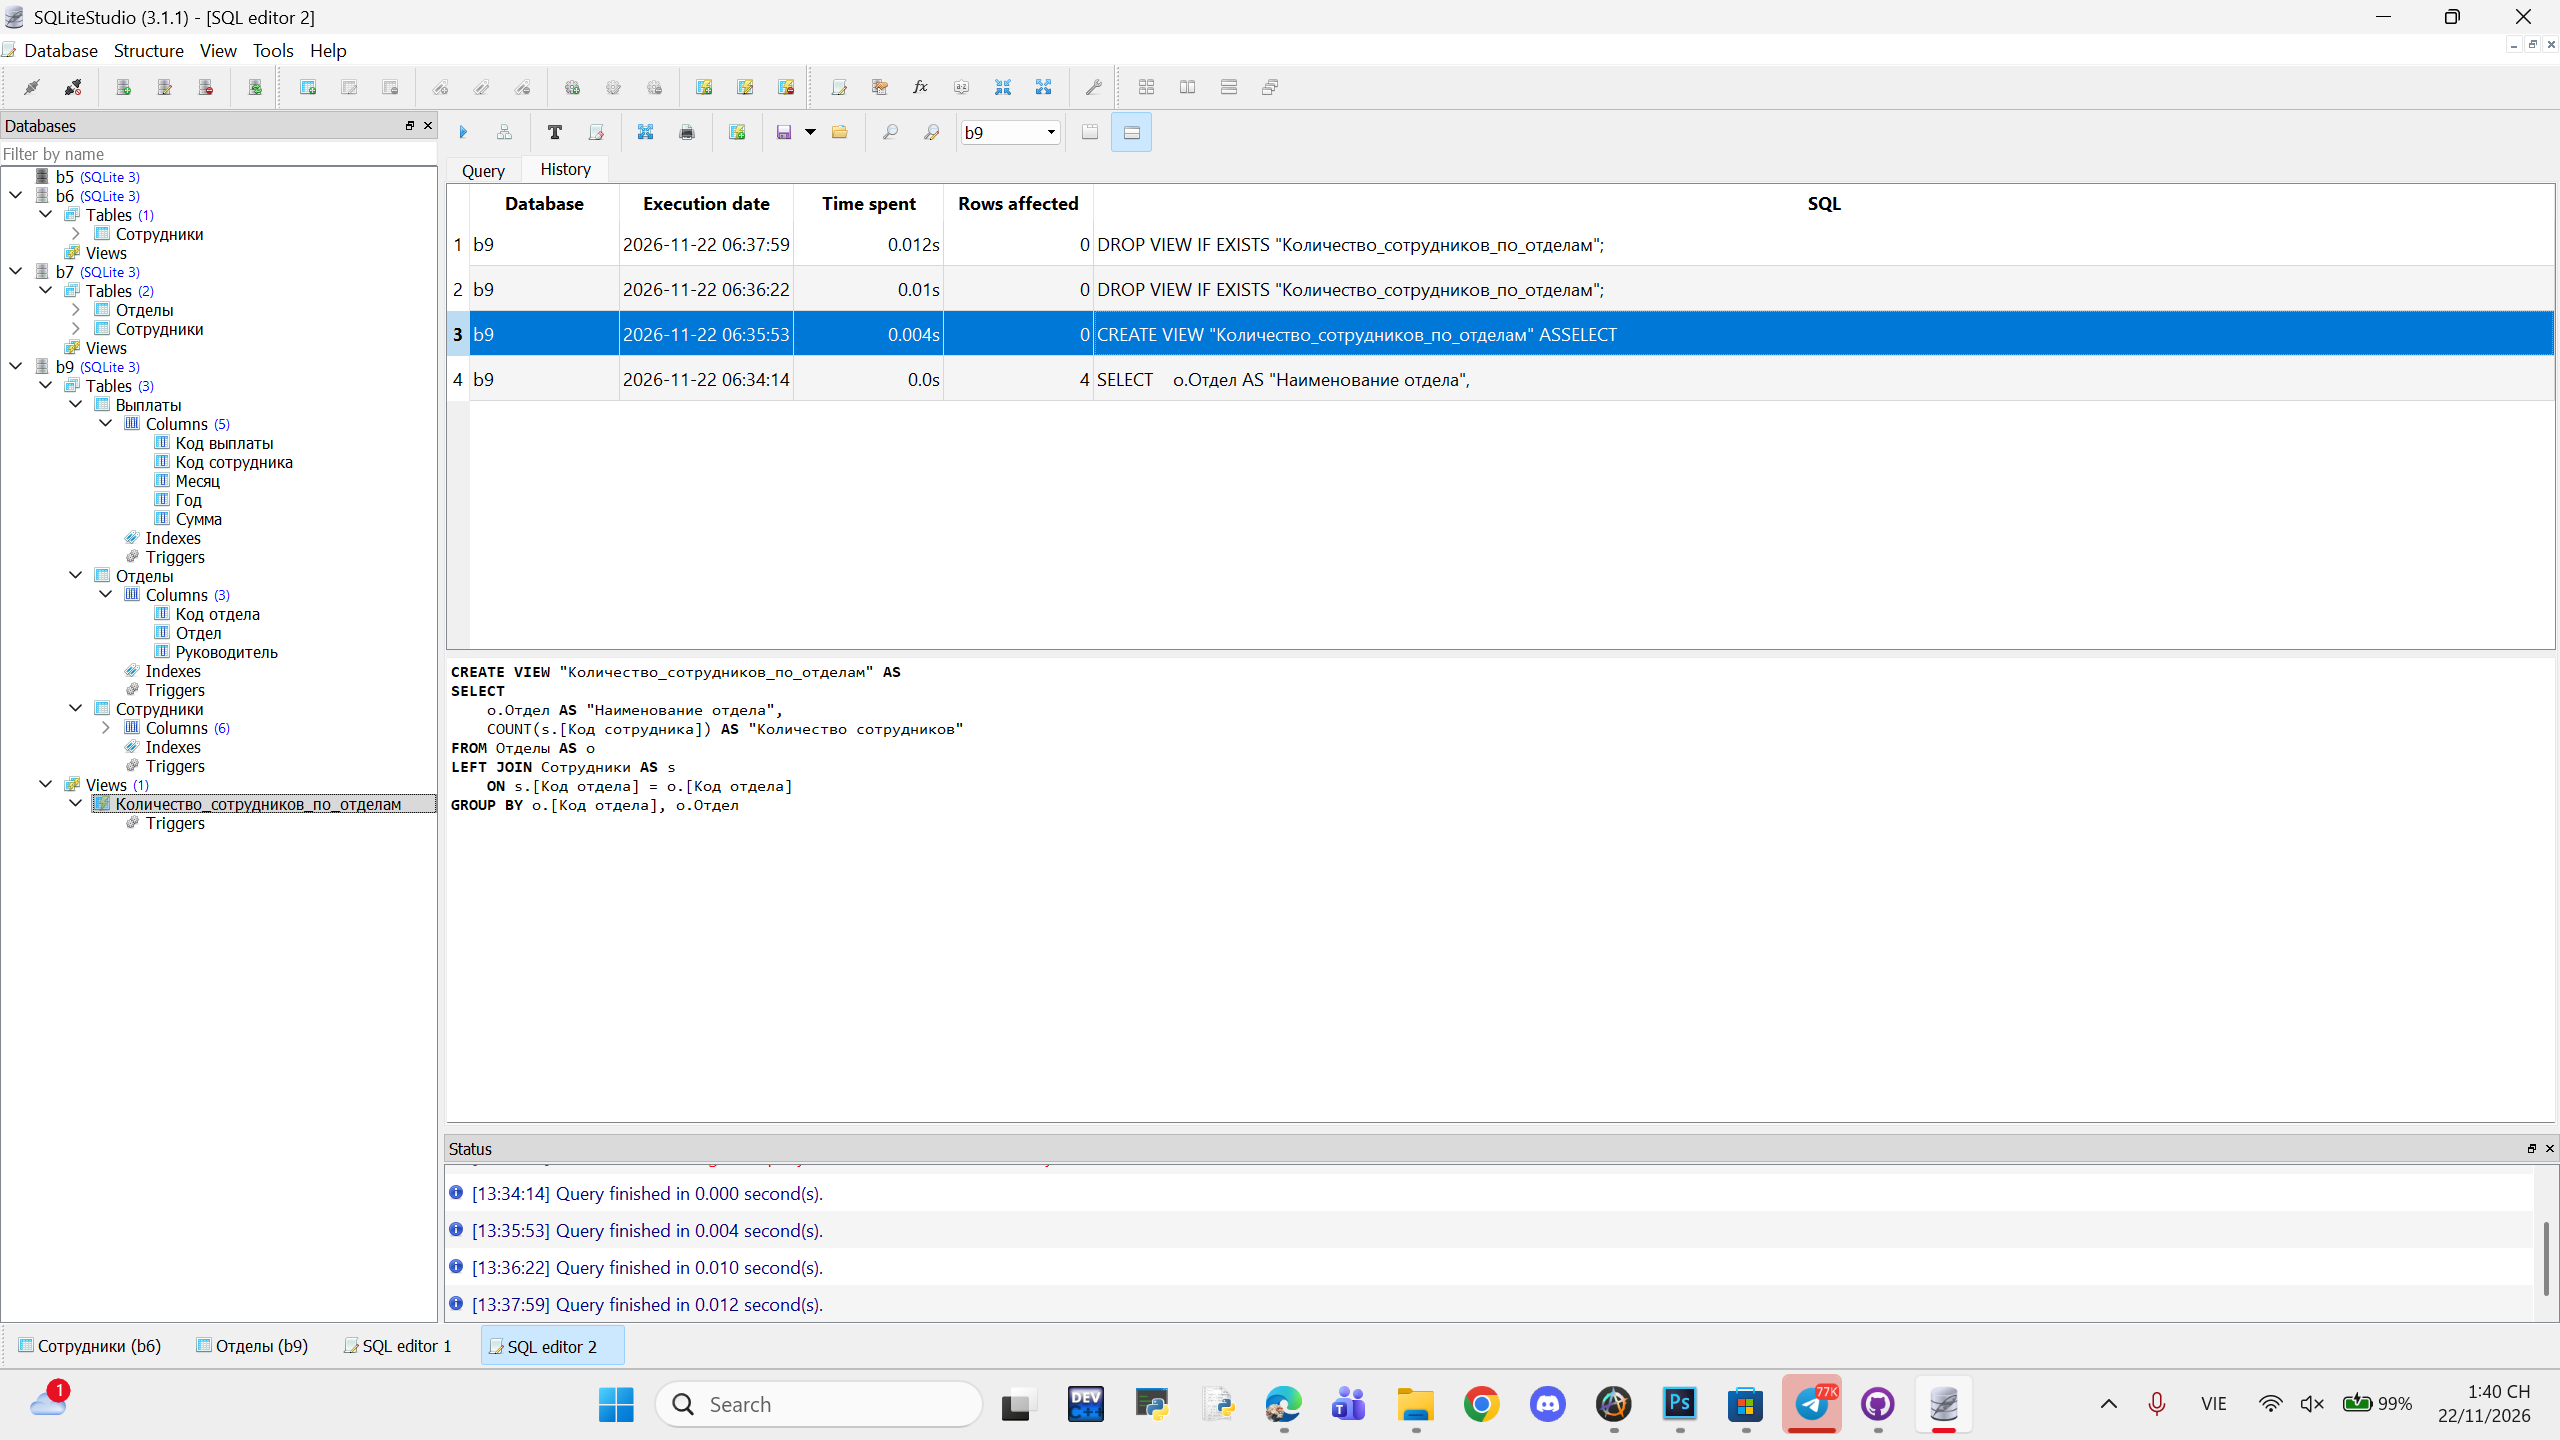 SQLiteStudio (3.1.1) - [SQL editor 2]
Database Structure View Tools Help
Databases
Filter by name
b5 (SQLite 3)
b6 (SQLite 3)
Tables (1)
Сотрудники
Views
b7 (SQLite 3)
Tables (2)
Отделы
Сотрудники
Views
b9 (SQLite 3)
Tables (3)
Выплаты
Columns (5)
Код выплаты
Код сотрудника
Месяц
Год
Сумма
Indexes
Triggers
Отделы
Columns (3)
Код отдела
Отдел
Руководитель
Indexes
Triggers
Сотрудники
Columns (6)
Indexes
Triggers
Views (1)
Количество_сотрудников_по_отделам
Triggers
b9
Query History
Database Execution date Time spent Rows affected SQL
1 b9 2026-11-22 06:37:59 0.012s 0 DROP VIEW IF EXISTS "Количество_сотрудников_по_отделам";
2 b9 2026-11-22 06:36:22 0.01s 0 DROP VIEW IF EXISTS "Количество_сотрудников_по_отделам";
3 b9 2026-11-22 06:35:53 0.004s 0 CREATE VIEW "Количество_сотрудников_по_отделам" ASSELECT
4 b9 2026-11-22 06:34:14 0.0s 4 SELECT o.Отдел AS "Наименование отдела",
CREATE VIEW "Количество_сотрудников_по_отделам" AS
SELECT
o.Отдел AS "Наименование отдела",
COUNT(s.[Код сотрудника]) AS "Количество сотрудников"
FROM Отделы AS o
LEFT JOIN Сотрудники AS s
ON s.[Код отдела] = o.[Код отдела]
GROUP BY o.[Код отдела], o.Отдел
Status
[13:34:14] Query finished in 0.000 second(s).
[13:35:53] Query finished in 0.004 second(s).
[13:36:22] Query finished in 0.010 second(s).
[13:37:59] Query finished in 0.012 second(s).
Сотрудники (b6) Отделы (b9) SQL editor 1 SQL editor 2
1
Search
DEV C++
Ps
77K
VIE
99%
1:40 CH
22/11/2026